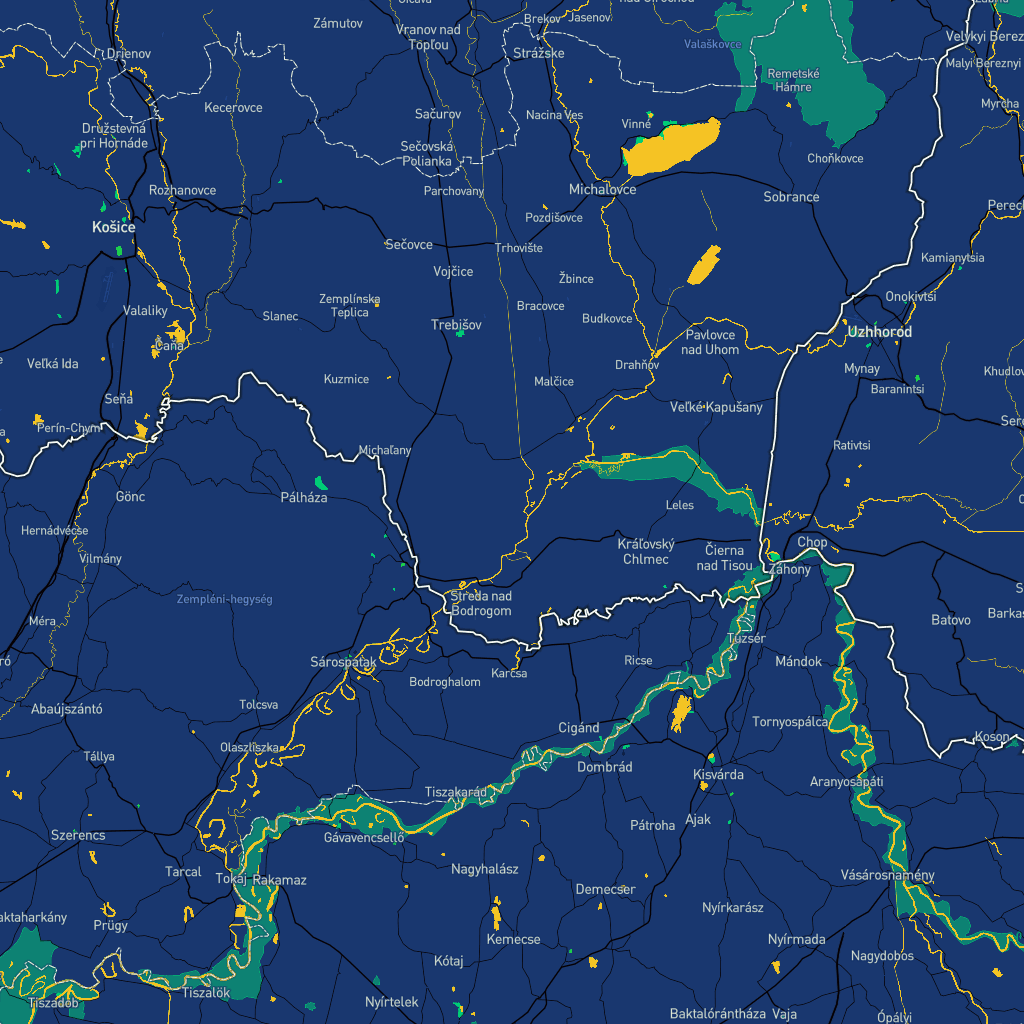 Zámutov
Vranov nad
Topľou
Brekov
Jasenov
Strážske
Valaškovce
Velykyi Berez
Malyi Bereznyi
Drienov
Remetské
Hámre
Kecerovce
Myrcha
Sačurov
Nacina Ves
Vinné
Družstevná
pri Hornáde
Sečovská
Polianka
Choňkovce
Rozhanovce
Parchovany
Michalovce
Sobrance
Perech
Košice
Pozdišovce
Sečovce
Trhovište
Kamianytsia
Vojčice
Žbince
Zemplínska
Teplica
Onokivtsi
Valaliky
Slanec
Bracovce
Budkovce
Trebišov
Uzhhorod
Čaňa
Pavlovce
nad Uhom
Veľká Ida
Drahňov
Mynay
Khudlov
Kuzmice
Malčice
Baranintsi
Seňa
Veľké Kapušany
Perín-Chym
Sere
Michaľany
Rativtsi
Gönc
Pálháza
Leles
Hernádvécse
Kráľovský
Chlmec
Čierna
nad Tisou
Chop
Vilmány
Záhony
Zempléni-hegység
Streda nad
Bodrogom
Méra
Batovo
Barkas
Tuzsér
Sárospatak
Ricse
Mándok
Karcsa
Bodroghalom
Abaújszántó
Tolcsva
Tornyospálca
Cigánd
Olaszliszka
Koson
Tállya
Dombrád
Kisvárda
Aranyosapáti
Tiszakarád
Szerencs
Gávavencsellő
Pátroha
Ajak
Tarcal
Nagyhalász
Vásárosnamény
Tokaj
Rakamaz
Demecser
Nyírkarász
aktaharkány
Prügy
Kemecse
Nyírmada
Kótaj
Nagydobos
Tiszadob
Tiszalök
Nyírtelek
Baktalórántháza
Vaja
Ópályi